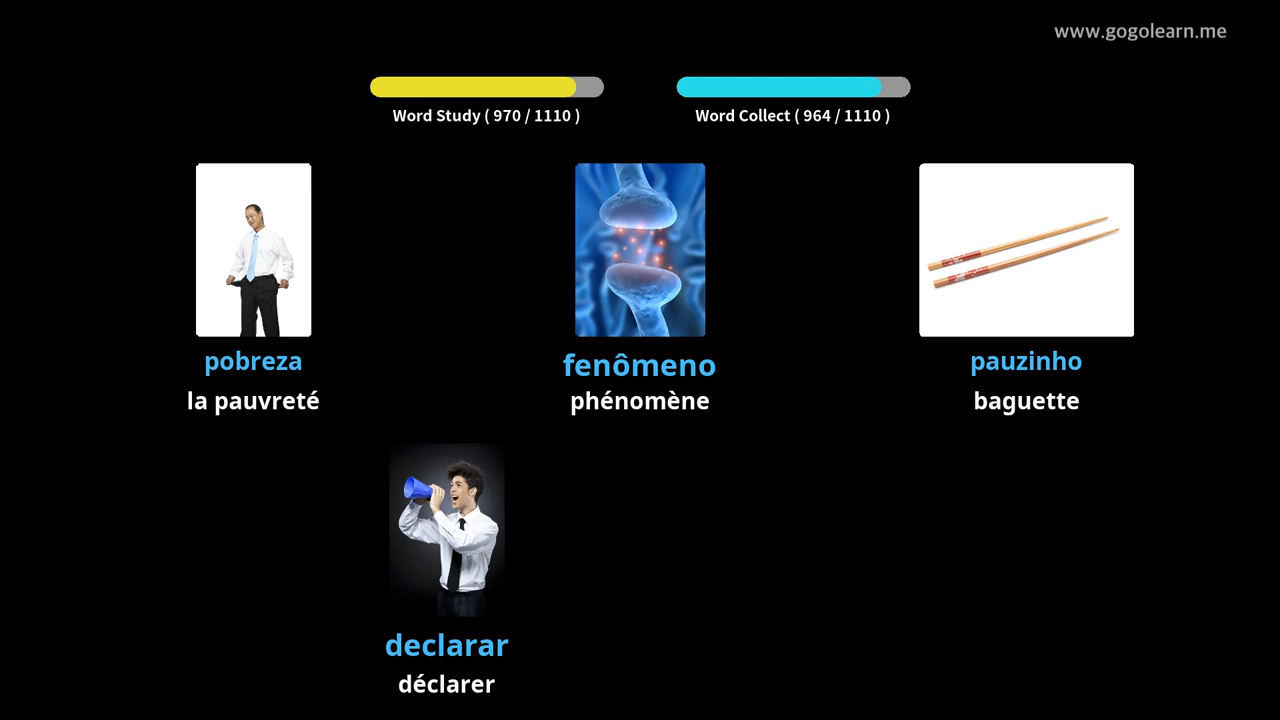 www.gogolearn.me
Word Study ( 970 / 1110 )
Word Collect ( 964 / 1110 )
pobreza
la pauvreté
fenômeno
phénomène
pauzinho
baguette
declarar
déclarer